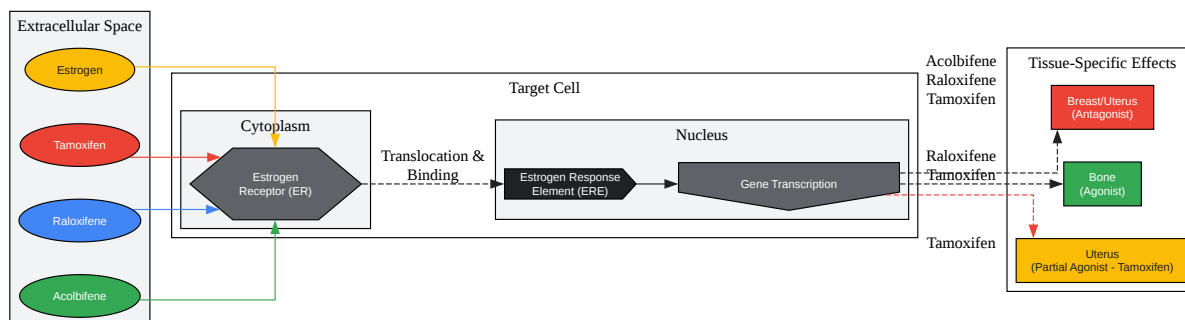 Extracellular Space
Estrogen
Tamoxifen
Raloxifene
Acolbifene
Target Cell
Cytoplasm
Estrogen
Receptor (ER)
Translocation &
Binding
Nucleus
Estrogen Response
Element (ERE)
Gene Transcription
Acolbifene
Raloxifene
Tamoxifen
Raloxifene
Tamoxifen
Tamoxifen
Tissue-Specific Effects
Breast/Uterus
(Antagonist)
Bone
(Agonist)
Uterus
(Partial Agonist - Tamoxifen)